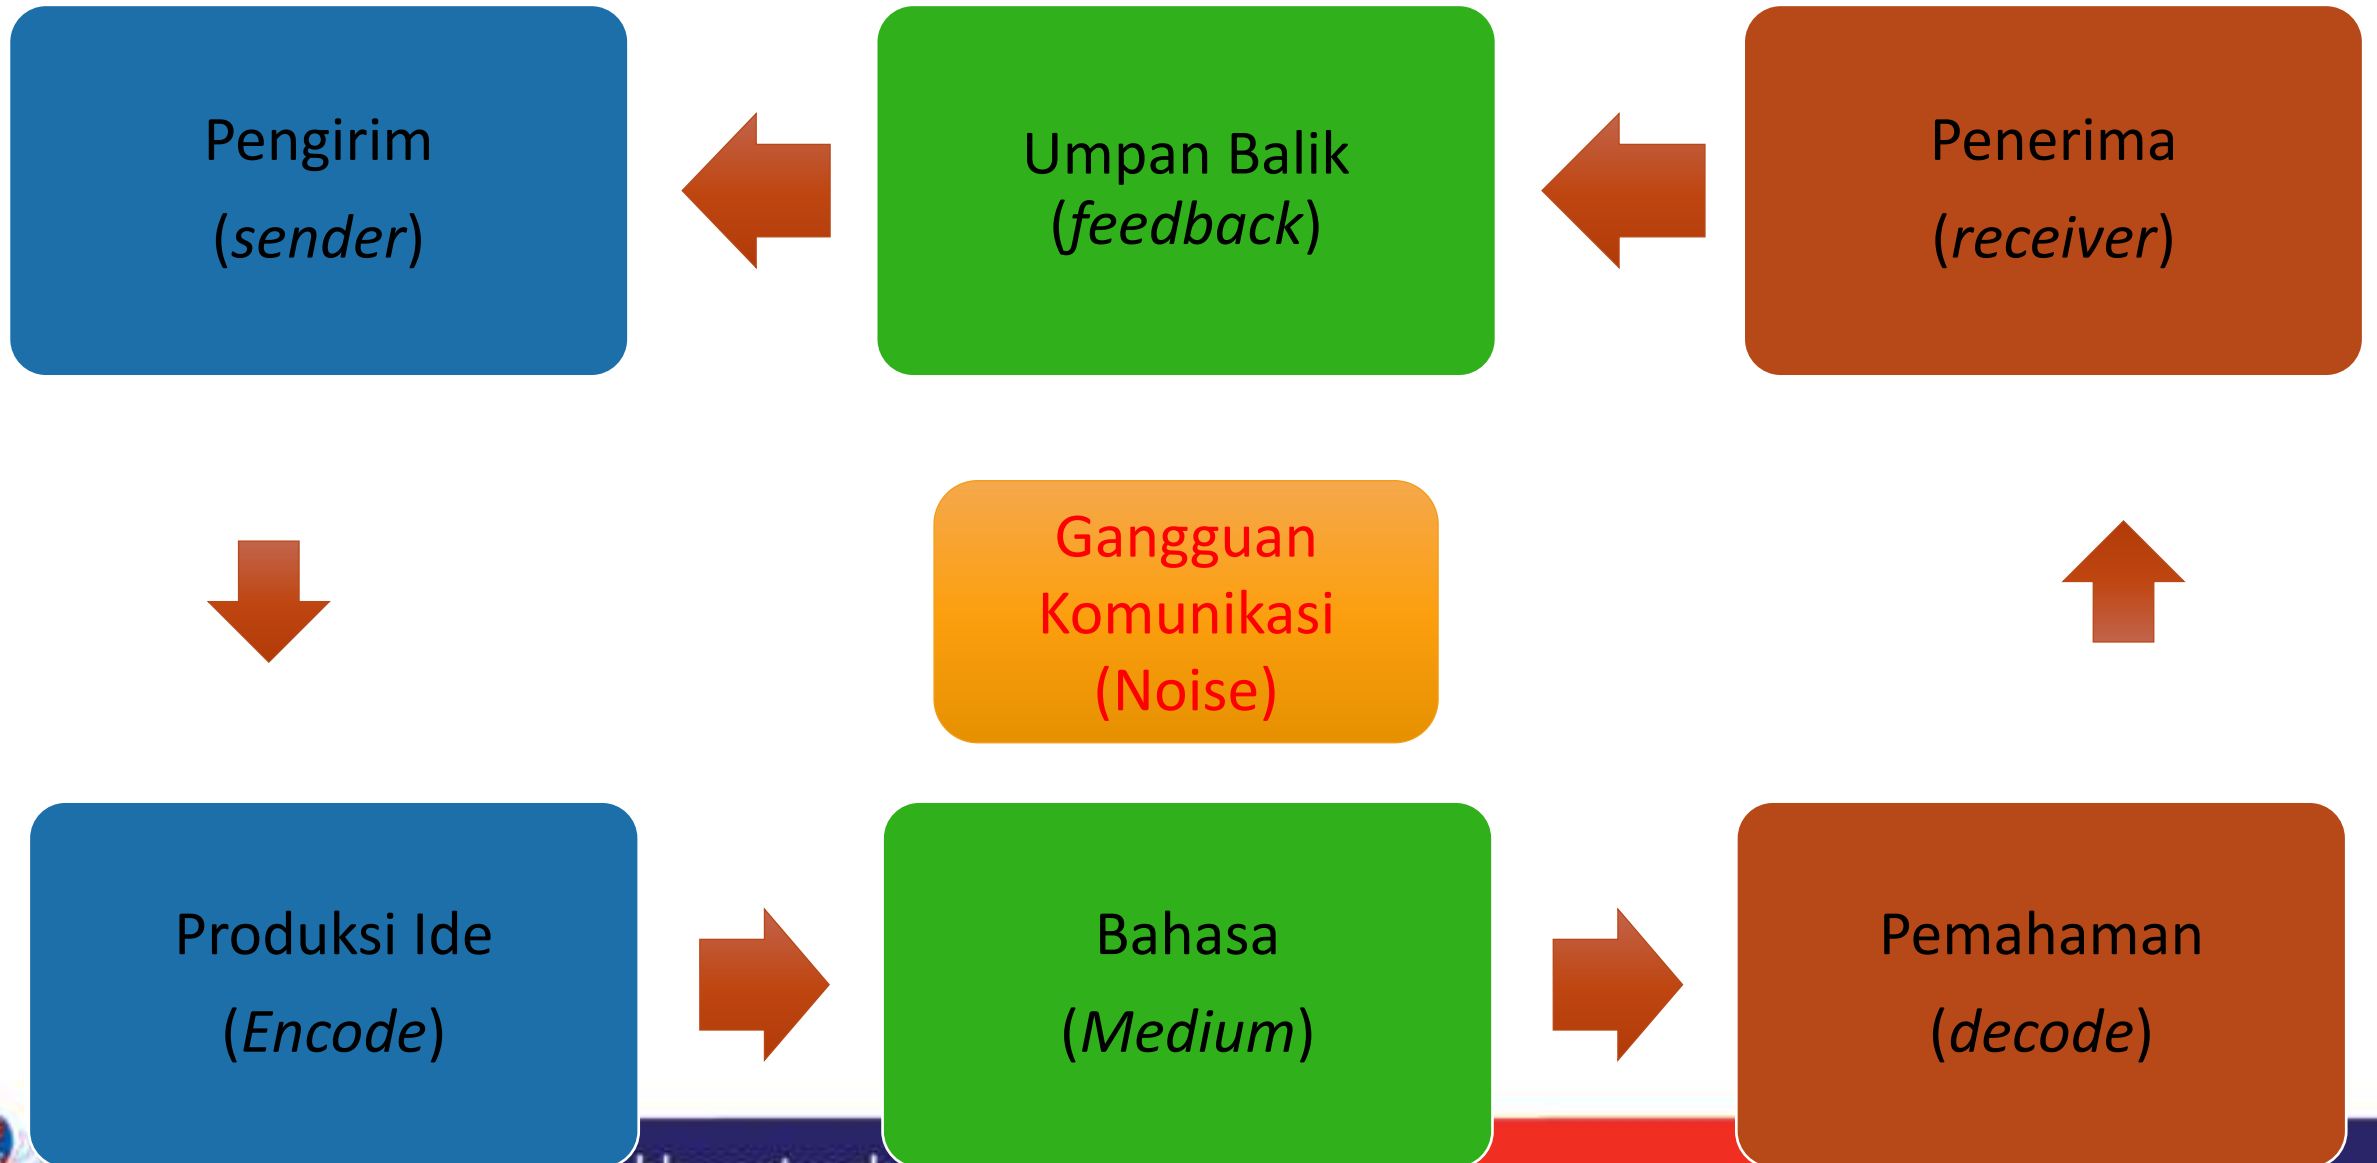 Pengirim
(sender)
Umpan Balik
(feedback)
Penerima
(receiver)
Gangguan
Komunikasi
(Noise)
Produksi Ide
(Encode)
Bahasa
(Medium)
Pemahaman
(decode)